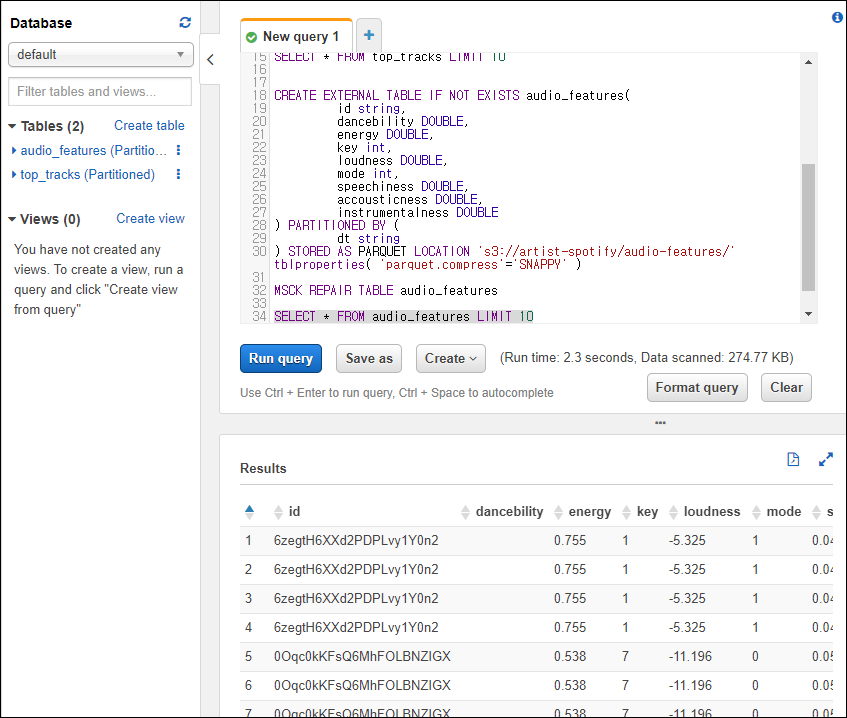 Database
default
Filter tables and views...
Tables (2) Create table
audio_features (Partitio...
top_tracks (Partitioned)
Views (0) Create view
You have not created any
views. To create a view, run a
query and click "Create view
from query"
New query 1
15 SELECT * FROM top_tracks LIMIT 10
16
17
18 CREATE EXTERNAL TABLE IF NOT EXISTS audio_features(
19 id string,
20 dancebility DOUBLE,
21 energy DOUBLE,
22 key int,
23 loudness DOUBLE,
24 mode int,
25 speechiness DOUBLE,
26 accousticness DOUBLE,
27 instrumentalness DOUBLE
28 ) PARTITIONED BY (
29 dt string
30 ) STORED AS PARQUET LOCATION 's3://artist-spotify/audio-features/'
tblproperties( 'parquet.compress'='SNAPPY' )
31
32 MSCK REPAIR TABLE audio_features
33
34 SELECT * FROM audio_features LIMIT 10
Run query Save as Create (Run time: 2.3 seconds, Data scanned: 274.77 KB)
Use Ctrl + Enter to run query, Ctrl + Space to autocomplete
Format query Clear
Results
id dancebility energy key loudness mode s
1 6zegtH6XXd2PDPLvy1Y0n2 0.755 1 -5.325 1 0.04
2 6zegtH6XXd2PDPLvy1Y0n2 0.755 1 -5.325 1 0.04
3 6zegtH6XXd2PDPLvy1Y0n2 0.755 1 -5.325 1 0.04
4 6zegtH6XXd2PDPLvy1Y0n2 0.755 1 -5.325 1 0.04
5 0Oqc0kKFsQ6MhFOLBNZIGX 0.538 7 -11.196 0 0.05
6 0Oqc0kKFsQ6MhFOLBNZIGX 0.538 7 -11.196 0 0.05
7 0Oqc0kKFsQ6MhFOLBNZIGX 0.538 7 -11.196 0 0.05